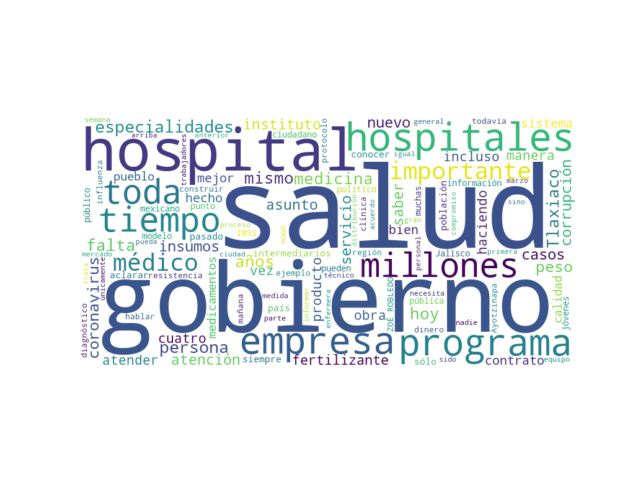 semana
arriba
influenza
público
especialidades
trabajadores
instituto
anterior
ciudadano
protocolo
nuevo
general
todavía
sistema
hospital
hospitales
conocer
igual
incluso
manera
importante
pueblo
mejor
mismo
medicina
construir
hecho
político
toda
tiempo
salud
información
marzo
saber
muchas
población
compromiso
sino
Tlaxiaco
corrupción
mexicano
punto
modelo
pasado
asunto
servicio
clínica
acuerdo
gran
bien
personal
haciendo
falta
insumos
proceso
IMSS
ciudad
intermediarios
región
Jalisco
primera
casos
mercado
pueda
médico
años
millones
peso
coronavirus
únicamente
aclarar
resistencia
vez
ejemplo
pueden
gobierno
medicamentos
mañana
medida
país
producto
informar
enfermera
ZOÉ ROBLEDO
obra
pública
hoy
necesita
Ayotzinapa
calidad
jóvenes
diagnóstico
hablar
cuatro
parte
empresa
dinero
nadie
programa
persona
atender
atención
siempre
fertilizante
sólo
sido
contrato
técnico
equipo